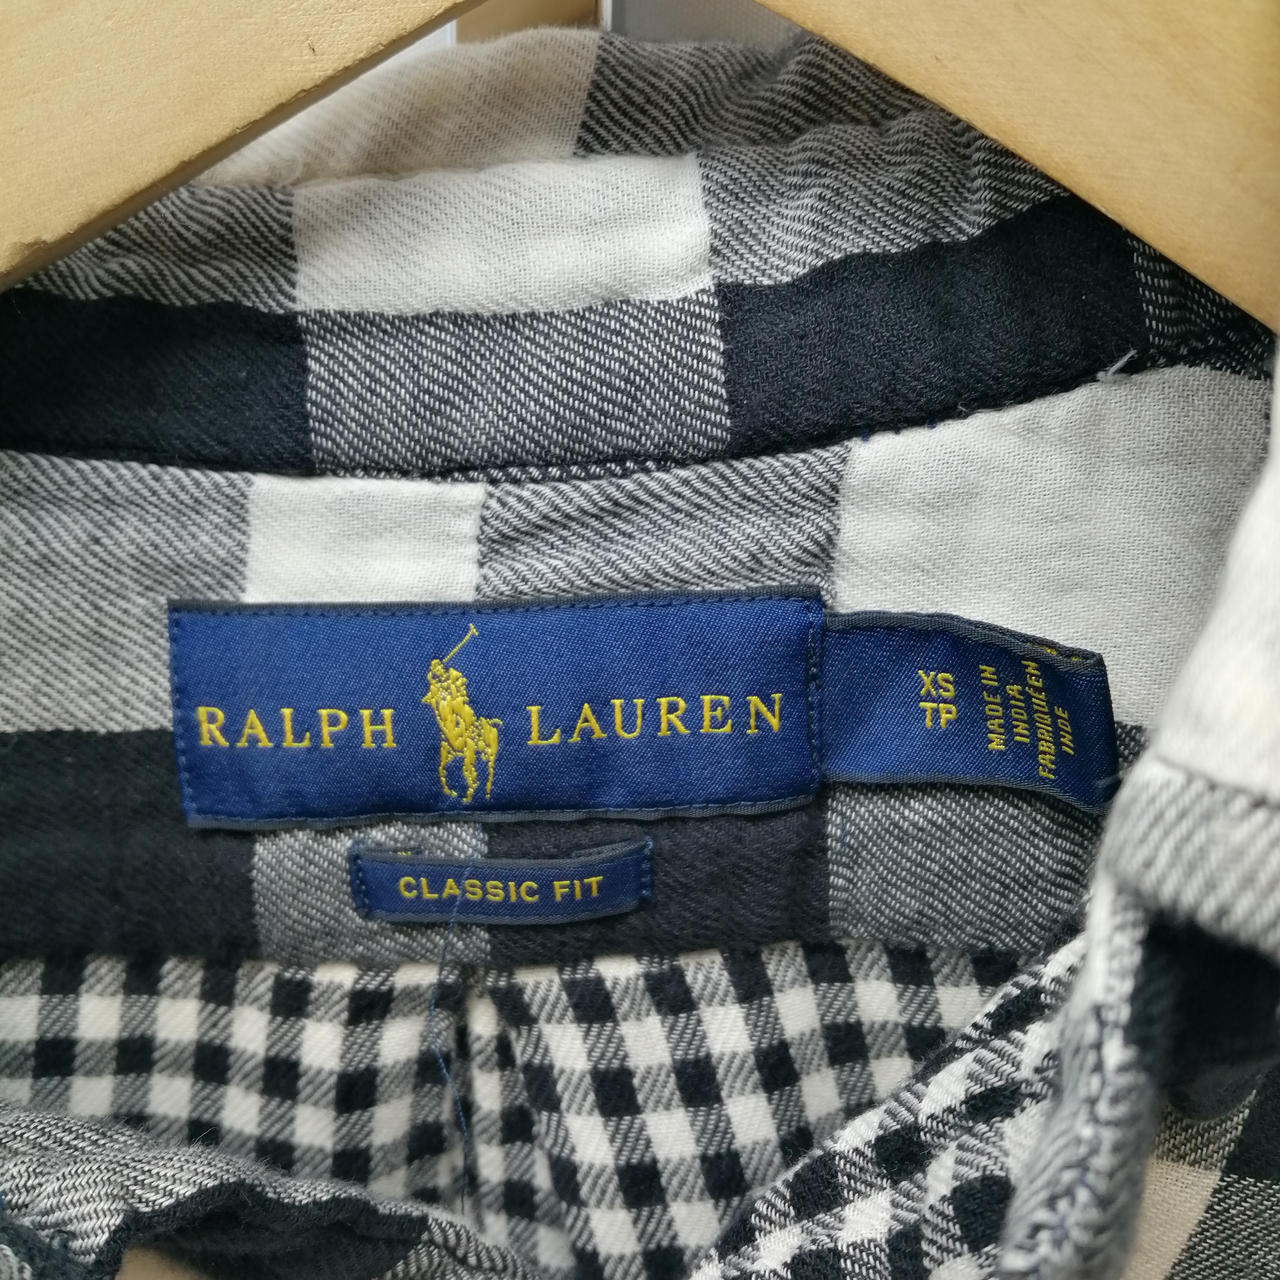 RALPH LAUREN
XS
TP
MADE IN
INDIA
FABRIQUÉ EN
INDE
CLASSIC FIT